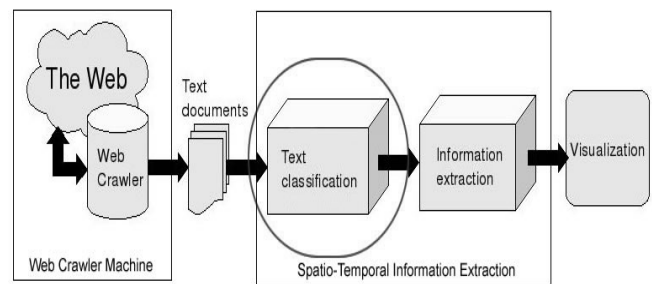 The Web
Web
Crawler
Web Crawler Machine
Text
documents
Text
classification
Information
extraction
Spatio-Temporal Information Extraction
Visualization